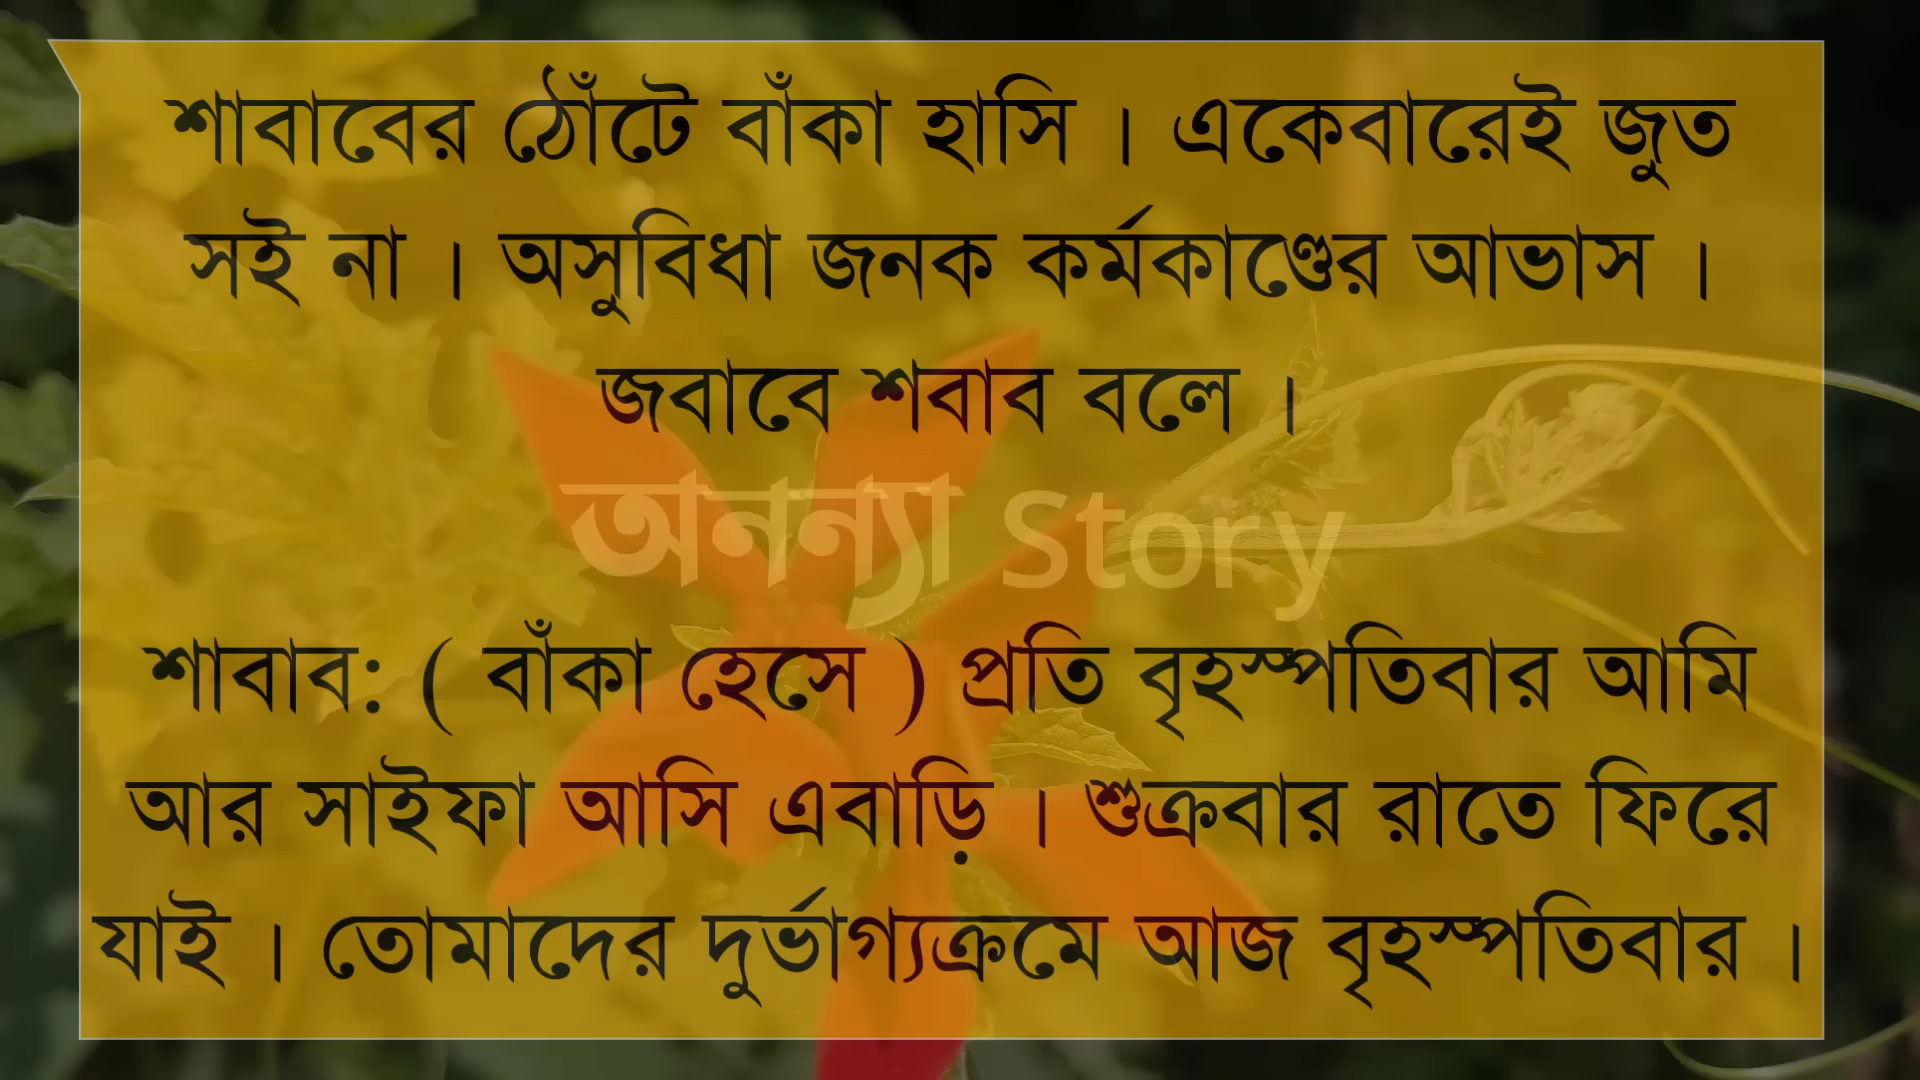 শাবাবের ঠোঁটে বাঁকা হাসি । একেবারেই জুত
সই না । অসুবিধা জনক কর্মকাণ্ডের আভাস ।
জবাবে শবাব বলে ।
অনন্যা Story
শাবাব: ( বাঁকা হেসে ) প্রতি বৃহস্পতিবার আমি
আর সাইফা আসি এবাড়ি । শুক্রবার রাতে ফিরে
যাই । তোমাদের দুর্ভাগ্যক্রমে আজ বৃহস্পতিবার ।